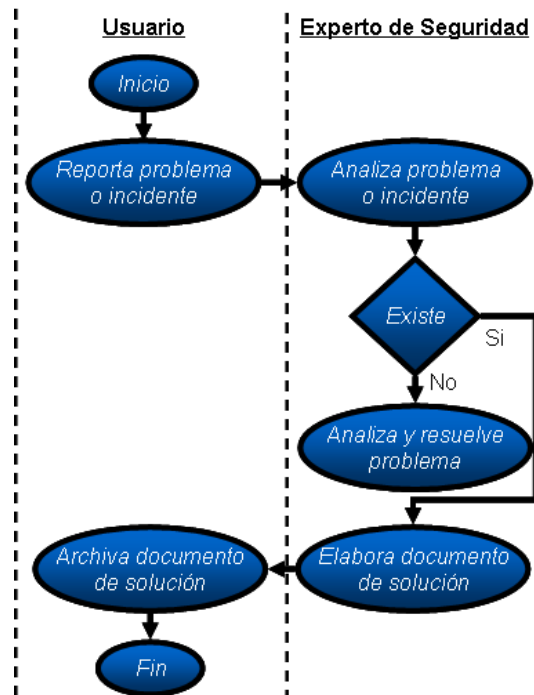 Usuario
Experto de Seguridad
Inicio
Reporta problema
o incidente
Analiza problema
o incidente
Existe
Si
No
Analiza y resuelve
problema
Archiva documento
de solución
Elabora documento
de solución
Fin